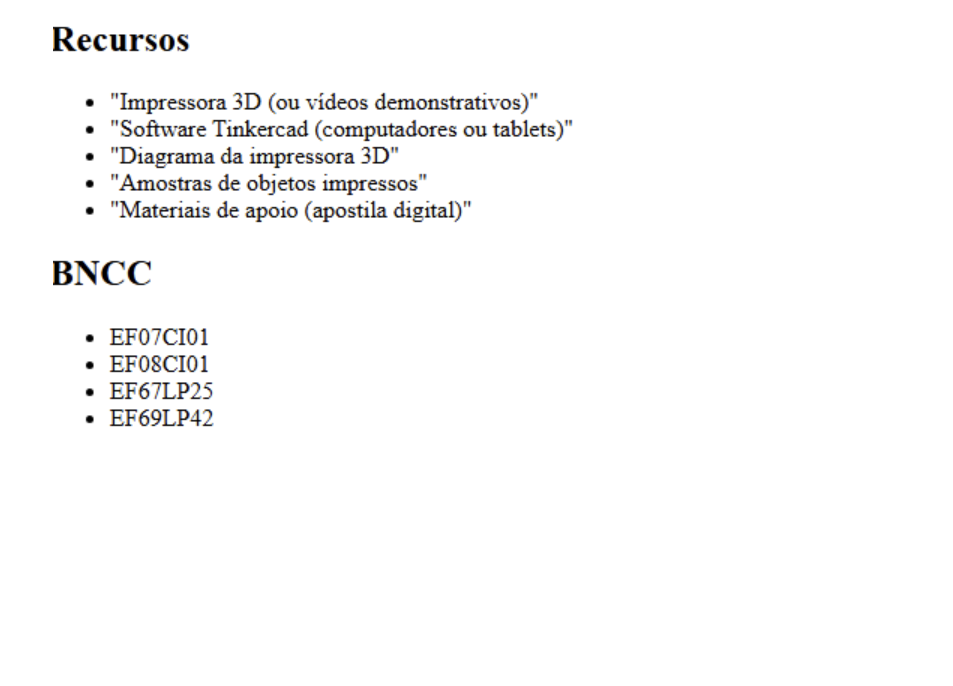 Recursos
"Impressora 3D (ou vídeos demonstrativos)"
"Software Tinkercad (computadores ou tablets)"
"Diagrama da impressora 3D"
"Amostras de objetos impressos"
"Materiais de apoio (apostila digital)"
BNCC
EF07CI01
EF08CI01
EF67LP25
EF69LP42